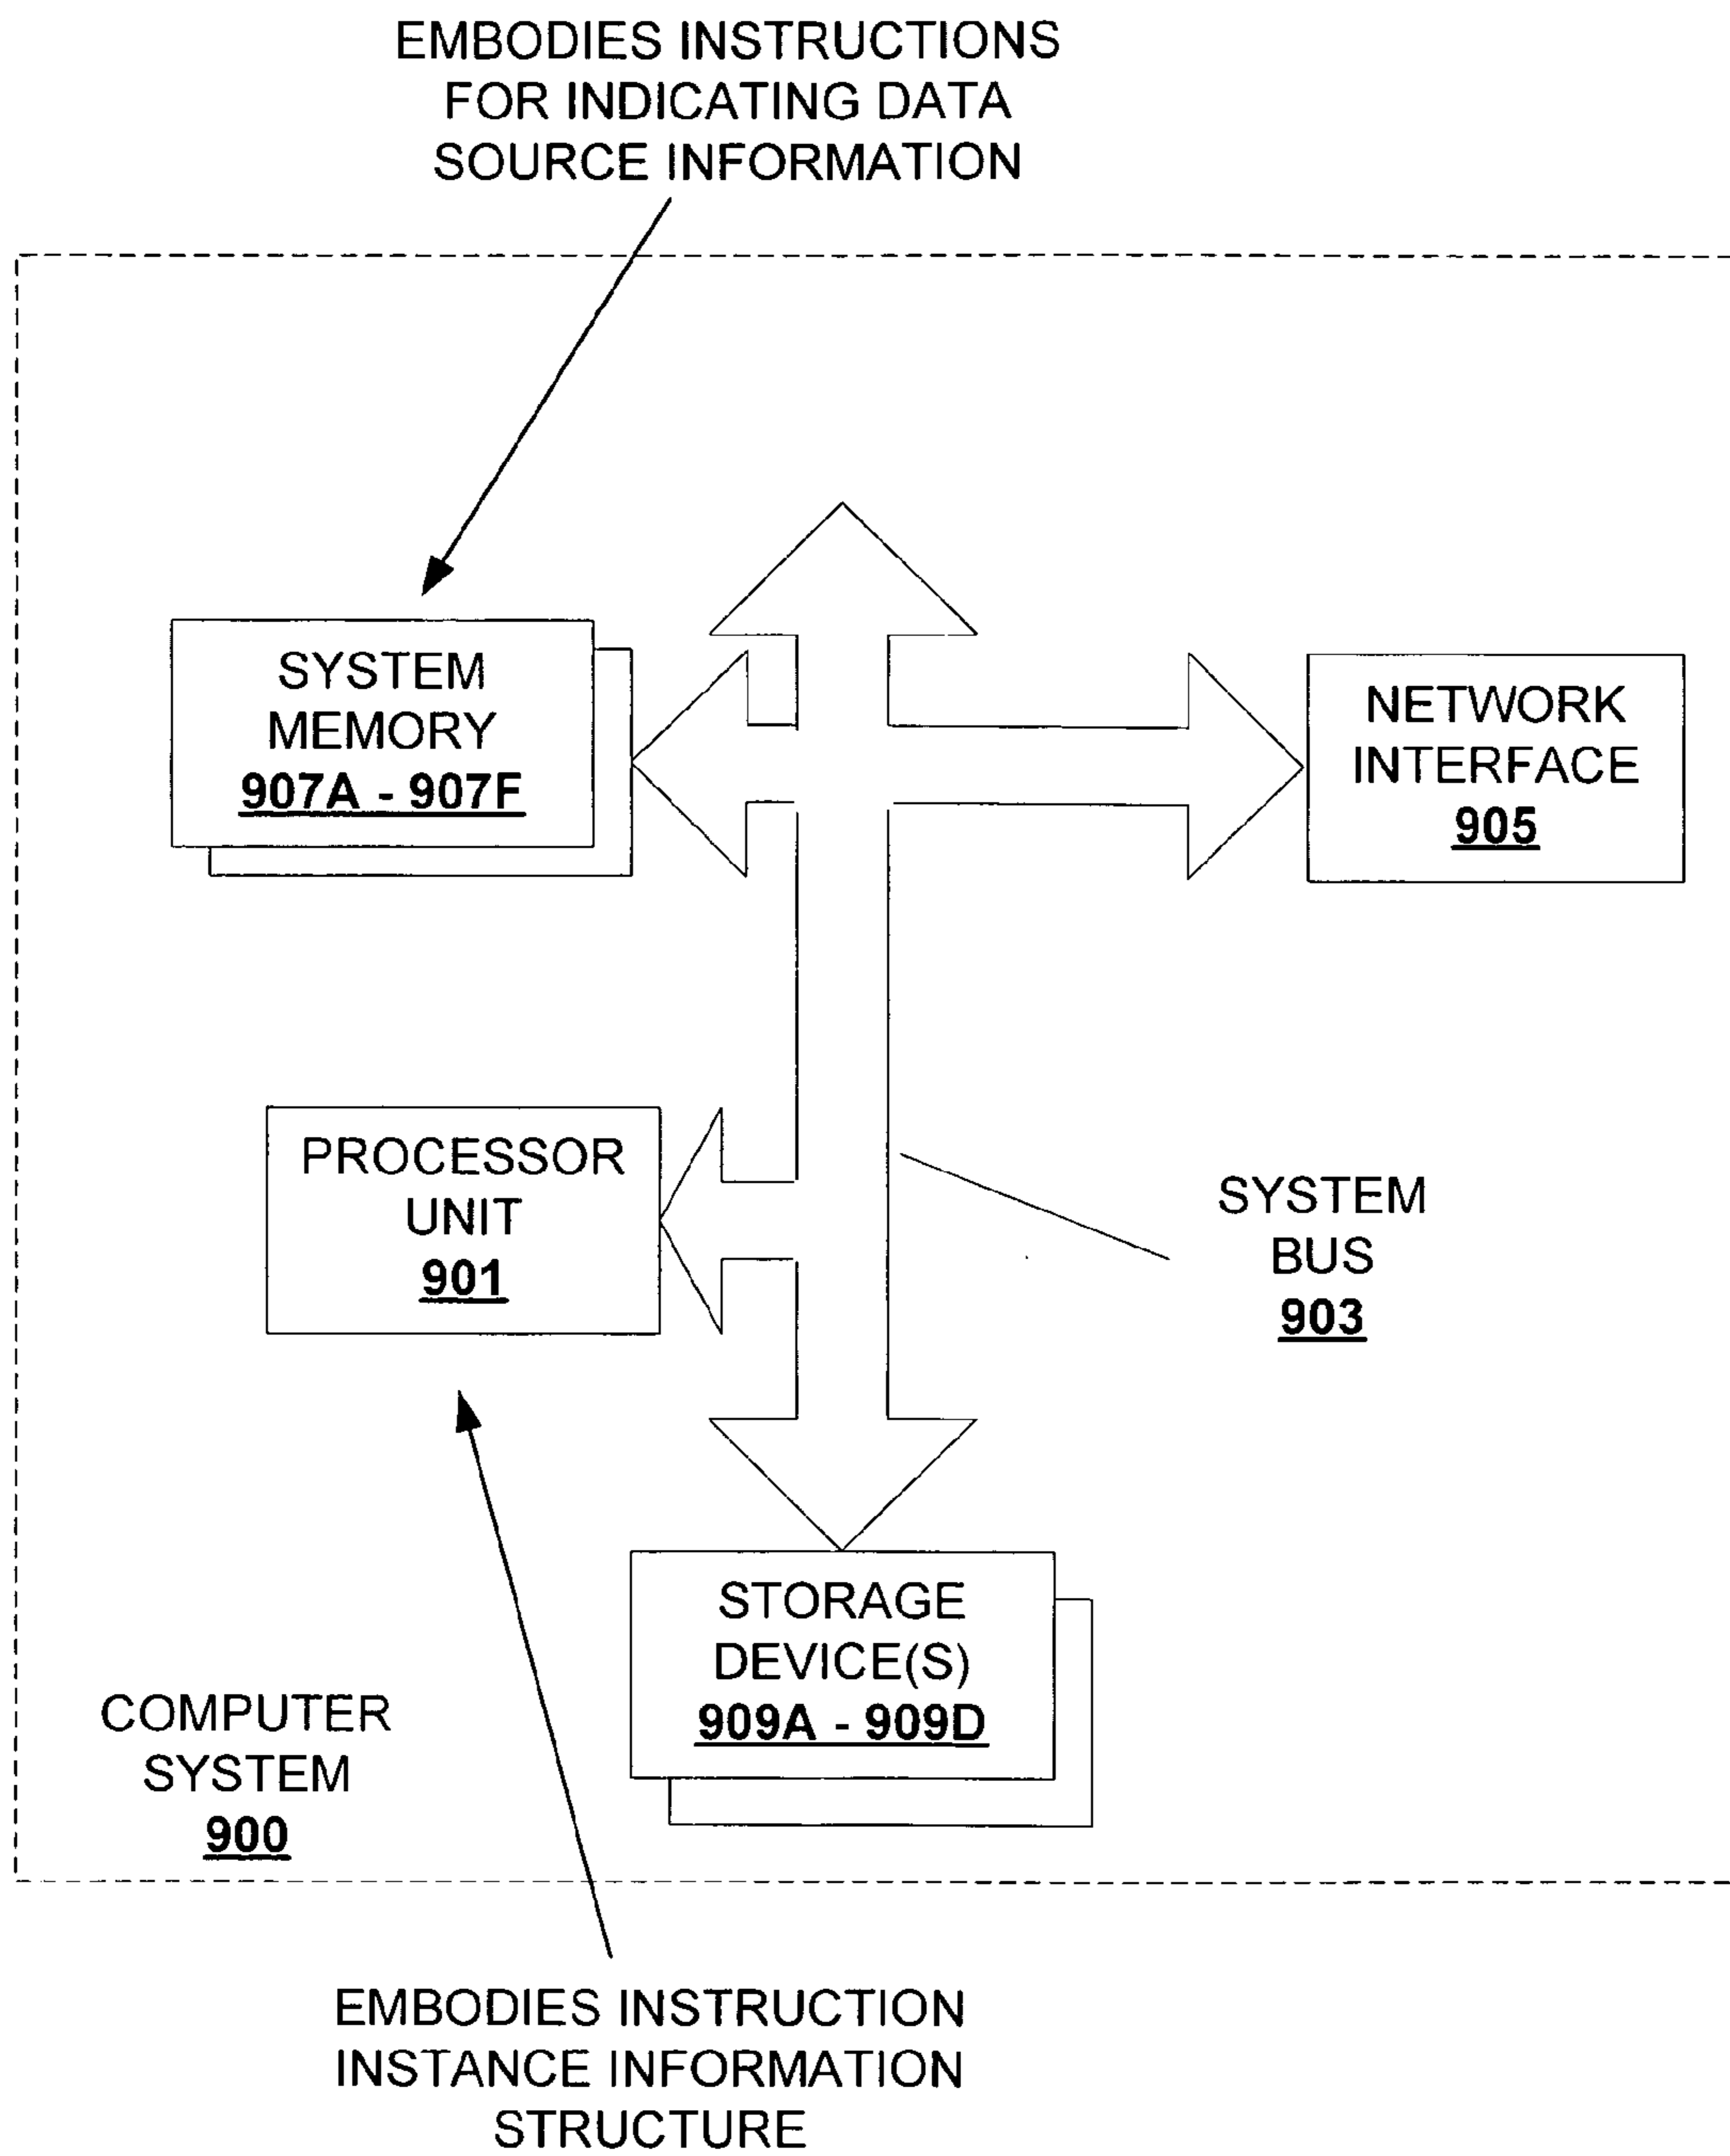 EMBODIES INSTRUCTIONS
FOR INDICATING DATA
SOURCE INFORMATION
SYSTEM
MEMORY
907A - 907F
NETWORK
INTERFACE
905
PROCESSOR
UNIT
901
SYSTEM
BUS
903
STORAGE
DEVICE(S)
909A - 909D
COMPUTER
SYSTEM
900
EMBODIES INSTRUCTION
INSTANCE INFORMATION
STRUCTURE